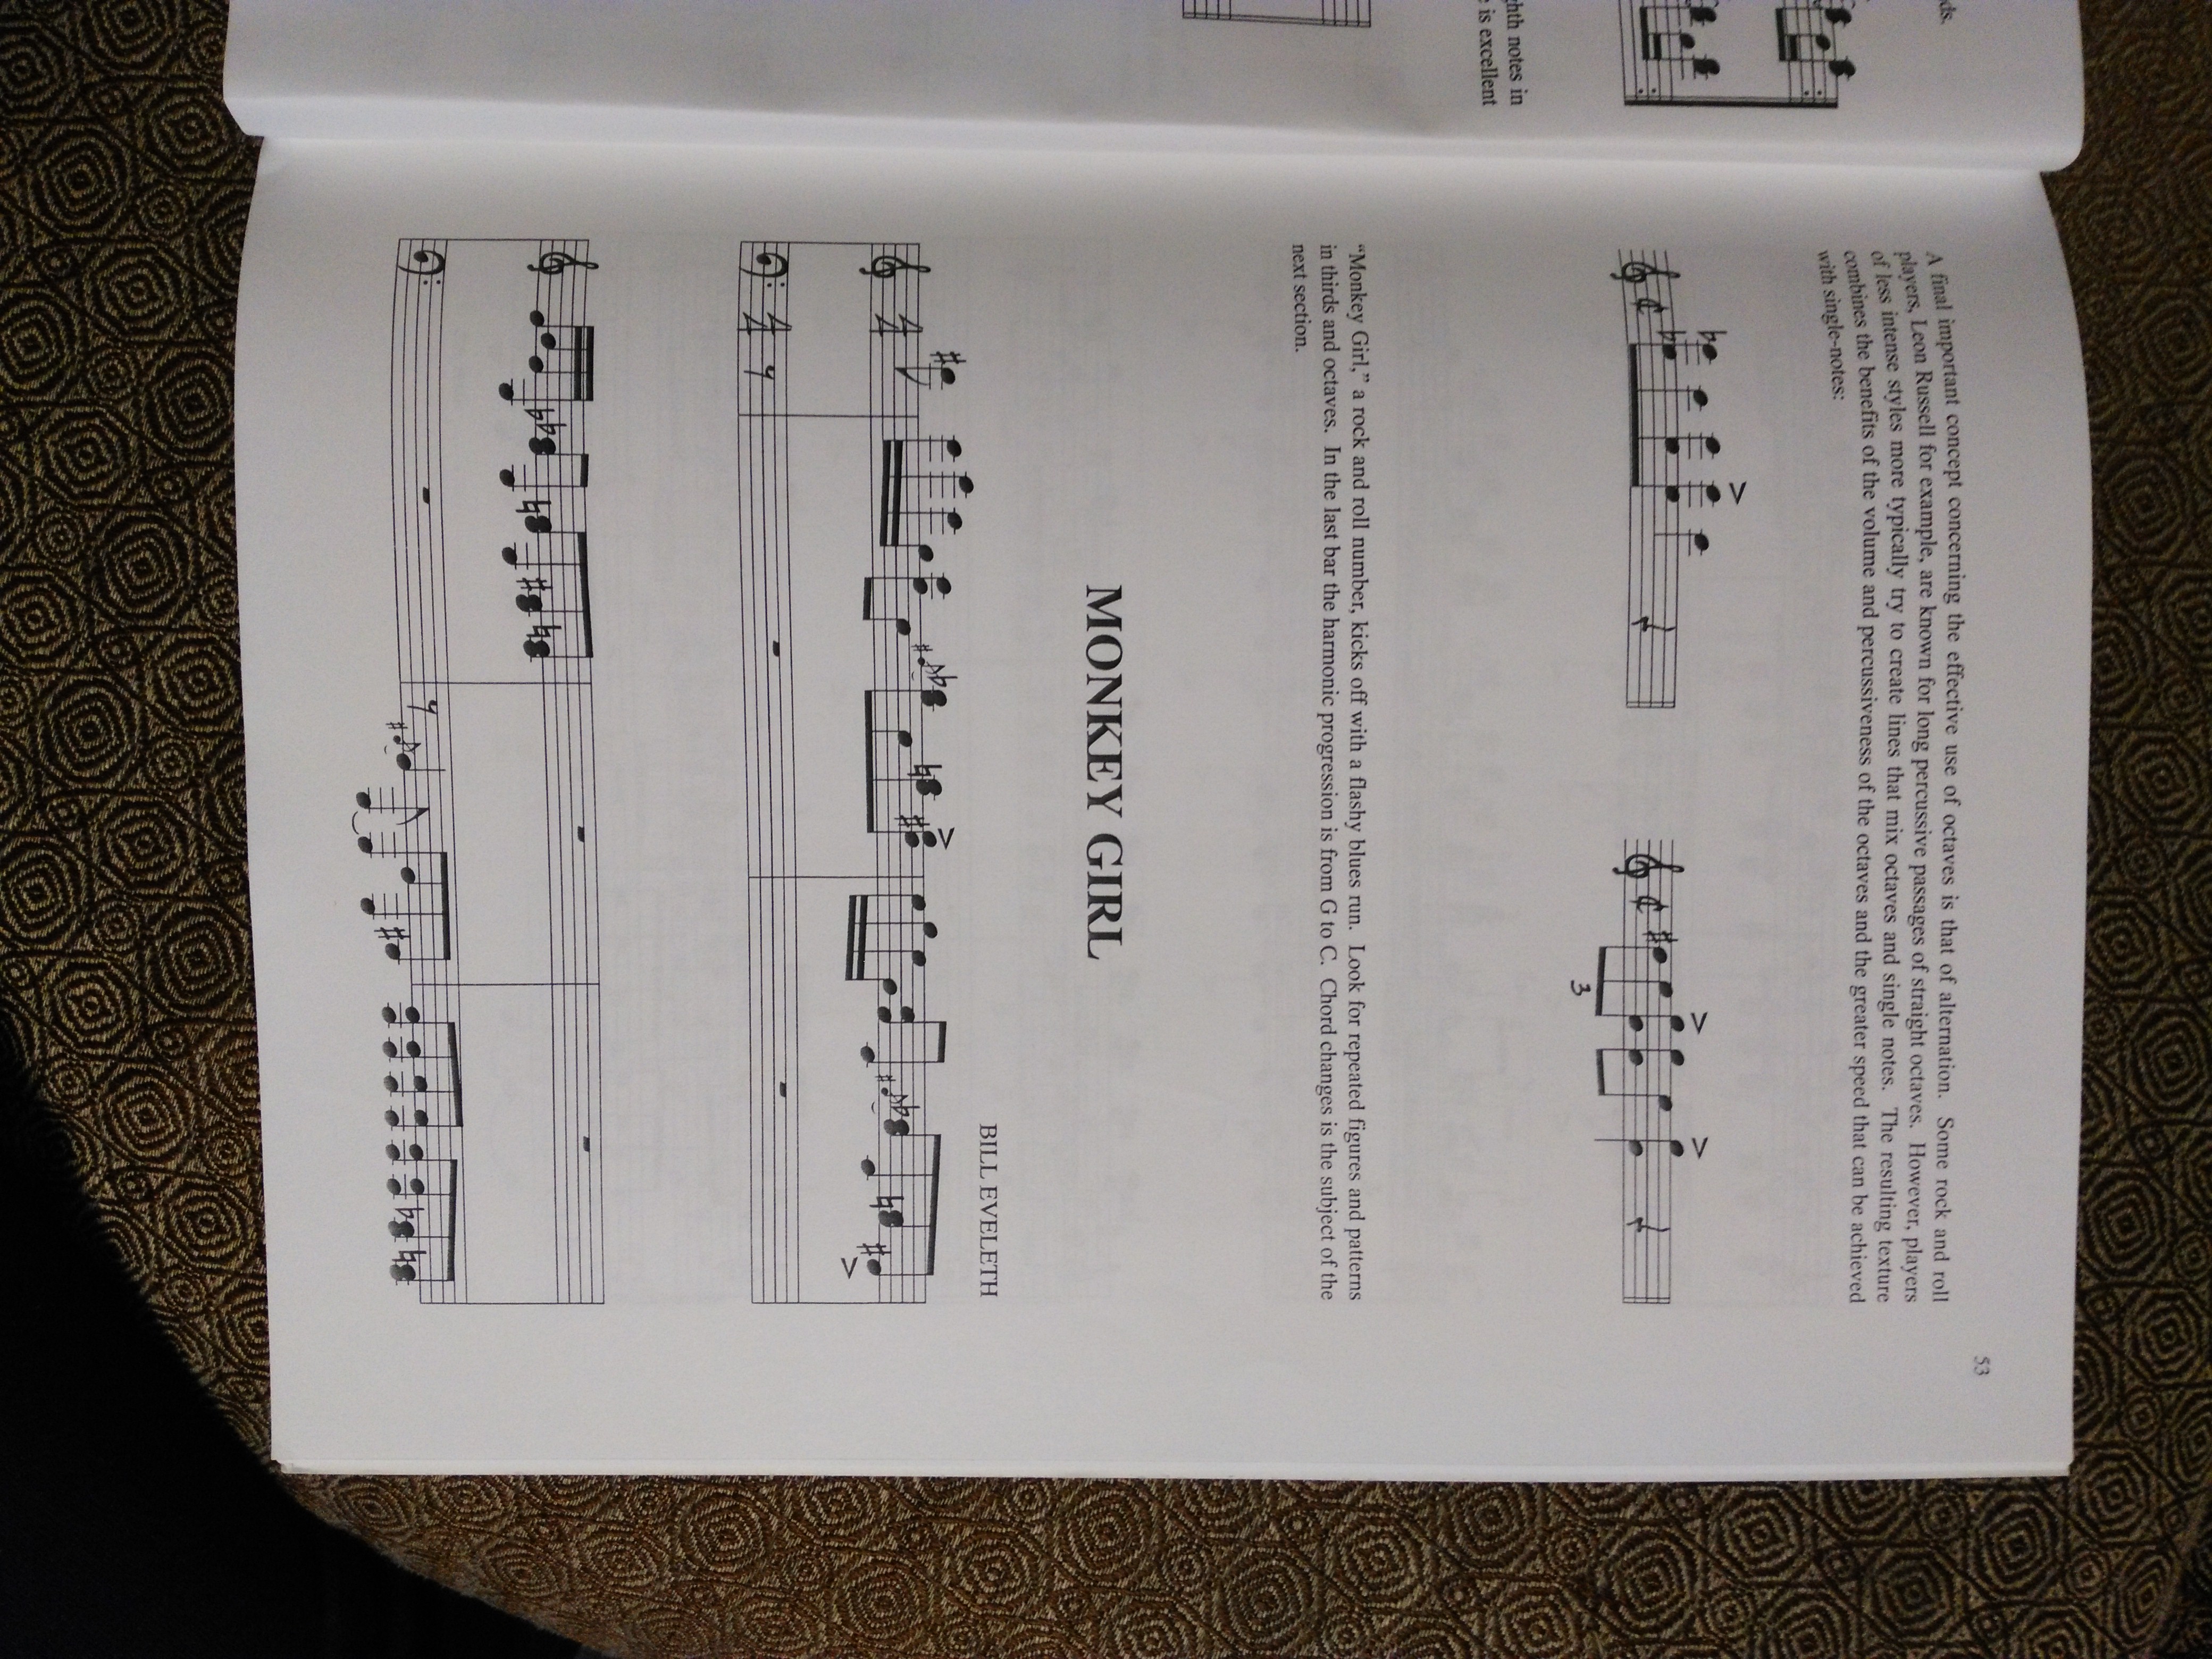 ds.
ghth notes in
e is excellent
53
A final important concept concerning the effective use of octaves is that of alternation. Some rock and roll
players, Leon Russell for example, are known for long percussive passages of straight octaves. However, players
of less intense styles more typically try to create lines that mix octaves and single notes. The resulting texture
combines the benefits of the volume and percussiveness of the octaves and the greater speed that can be achieved
with single-notes:
3
"Monkey Girl," a rock and roll number, kicks off with a flashy blues run. Look for repeated figures and patterns
in thirds and octaves. In the last bar the harmonic progression is from G to C. Chord changes is the subject of the
next section.
MONKEY GIRL
BILL EVELETH
4
4
4
4